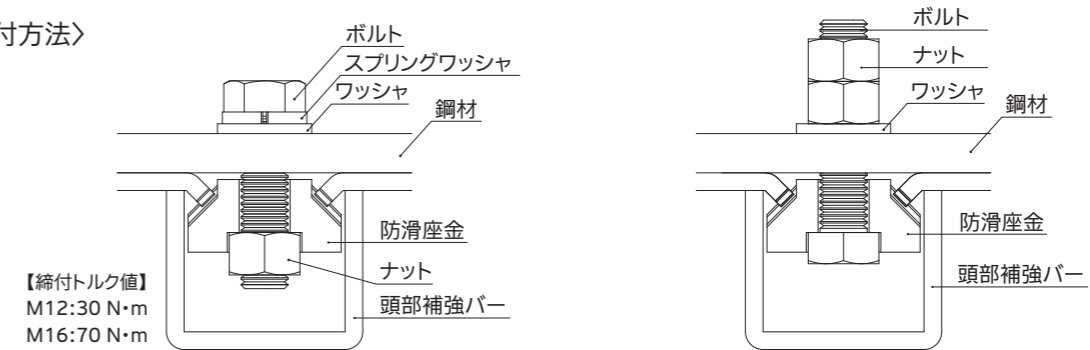 付方法〉
ボルト
スプリングワッシャ
ワッシャ
鋼材
防滑座金
ナット
頭部補強バー
【締付トルク値】
M12:30 N・m
M16:70 N・m
ボルト
ナット
ワッシャ
鋼材
防滑座金
頭部補強バー